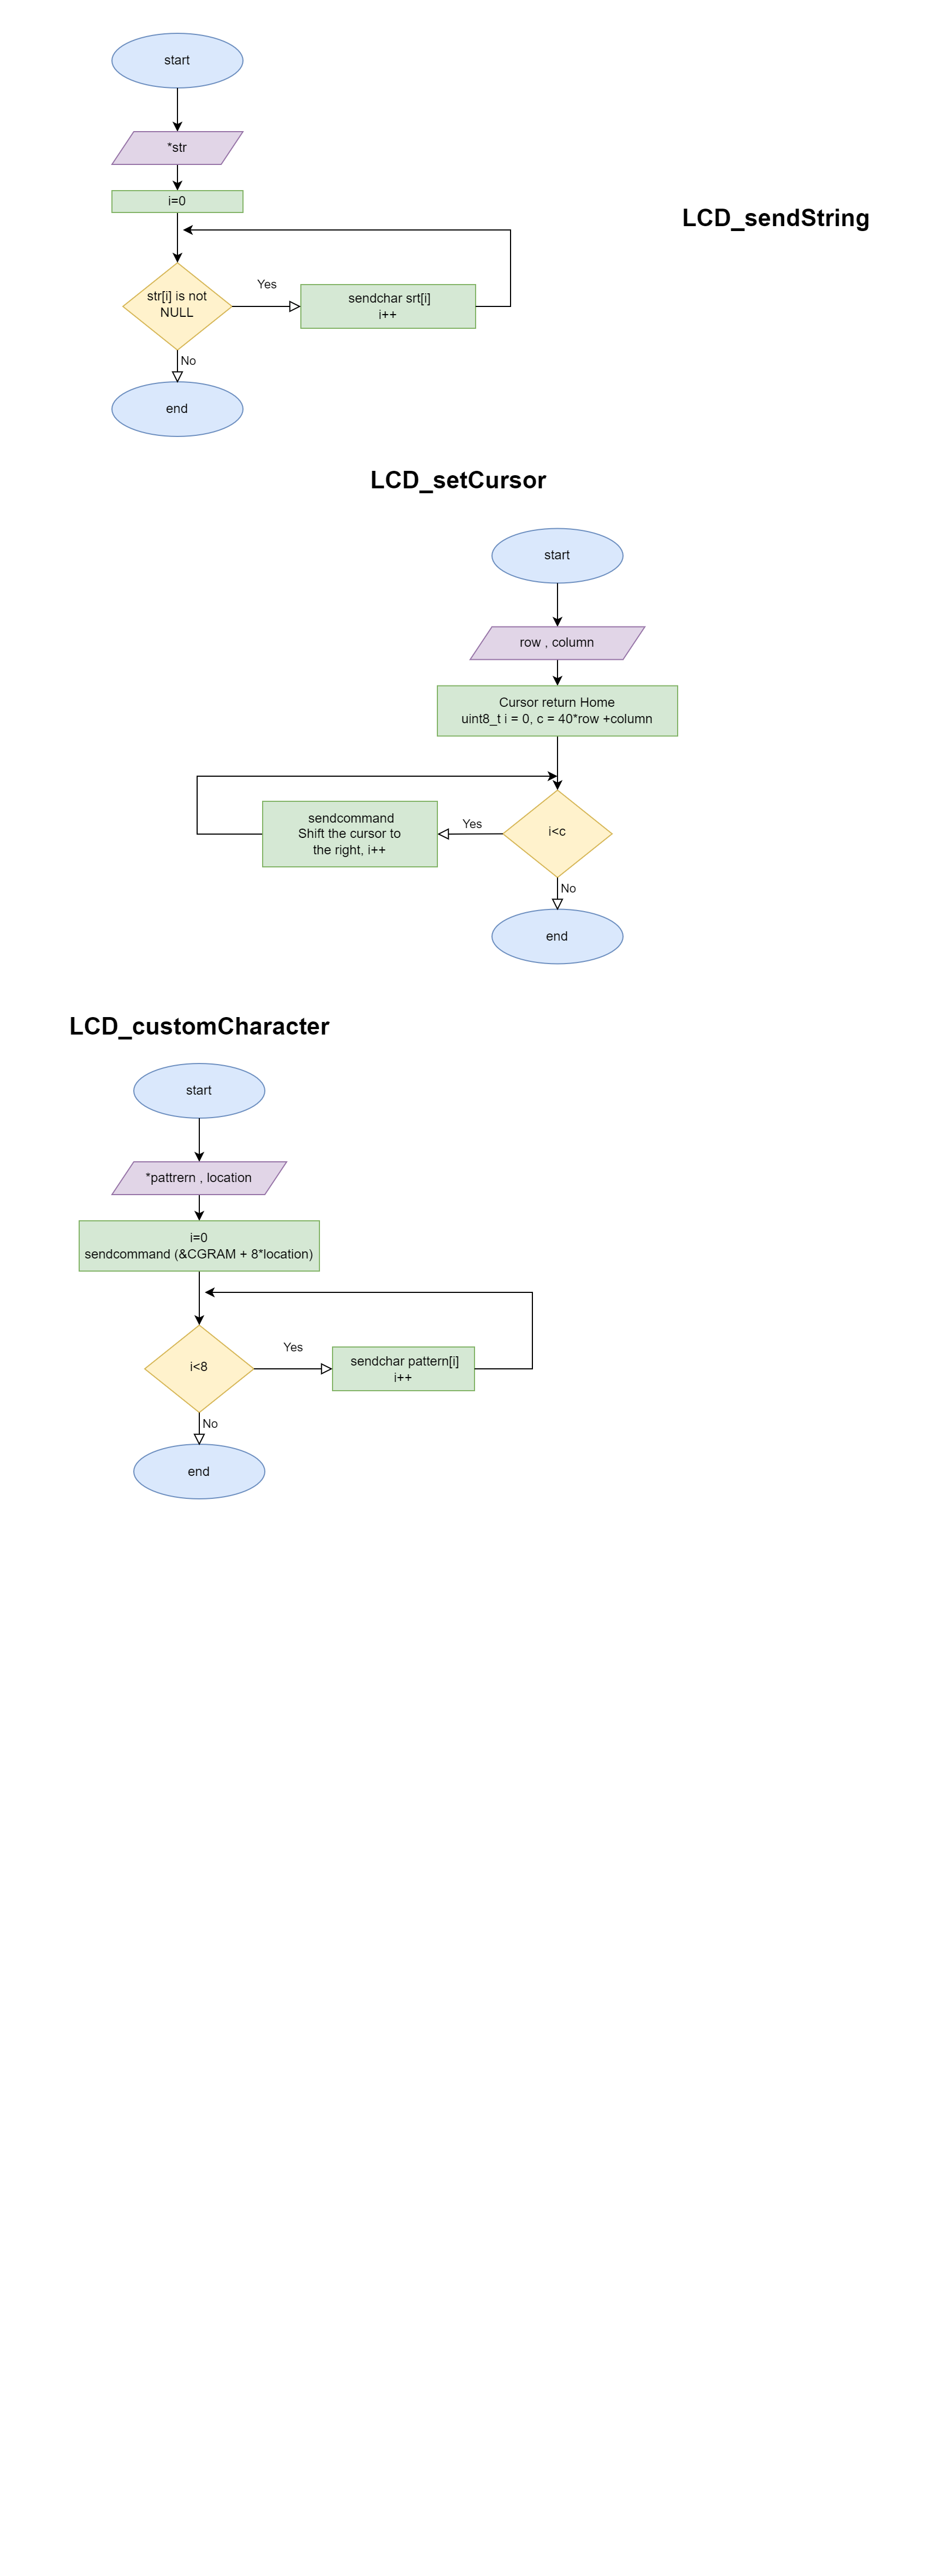 start
*str
i=0
LCD_sendString
str[i] is not
NULL
Yes
sendchar srt[i]
i++
No
end
LCD_setCursor
start
row , column
Cursor return Home
uint8_t i = 0, c = 40*row +column
i<c
Yes
sendcommand
Shift the cursor to
the right, i++
No
end
LCD_customCharacter
start
*pattrern , location
i=0
sendcommand (&CGRAM + 8*location)
i<8
Yes
sendchar pattern[i]
i++
No
end